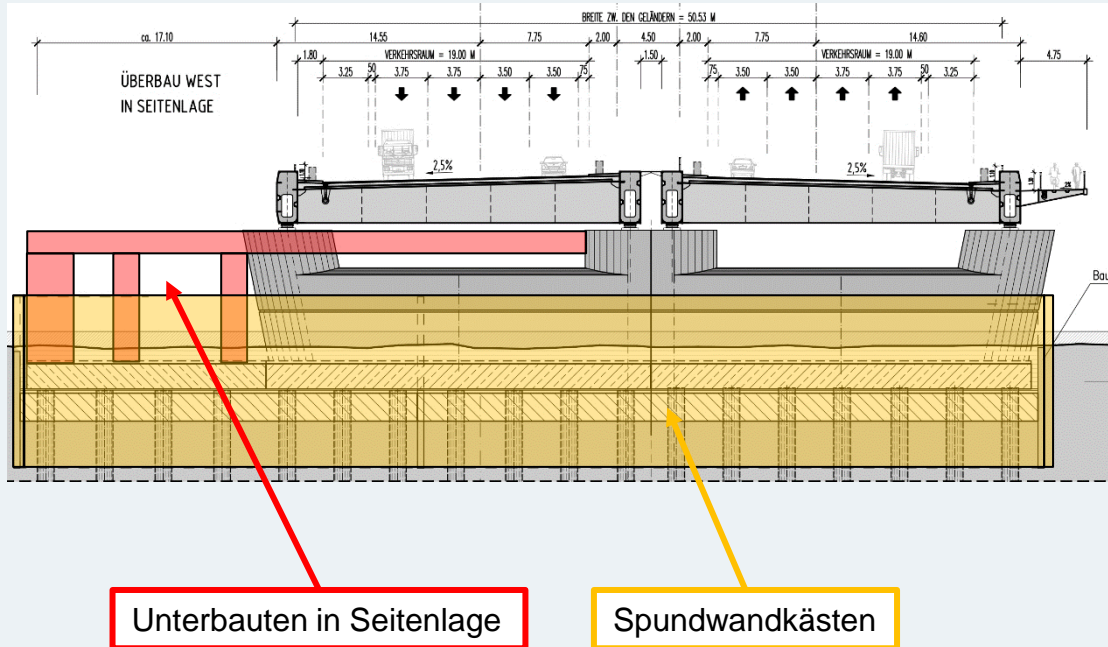 BREITE ZW. DEN GELÄNDERN = 50.53 M
ca. 17.10 14.55 7.75 2.00 4.50 2.00 7.75 14.60
1.80 VERKEHRSRAUM = 19.00 M 1.50 VERKEHRSRAUM = 19.00 M 4.75
3.25 50 3.75 3.75 3.50 3.50 75 75 3.50 3.50 3.75 3.75 50 3.25
ÜBERBAU WEST
IN SEITENLAGE
2,5% 2,5%
Bau
Unterbauten in Seitenlage
Spundwandkästen